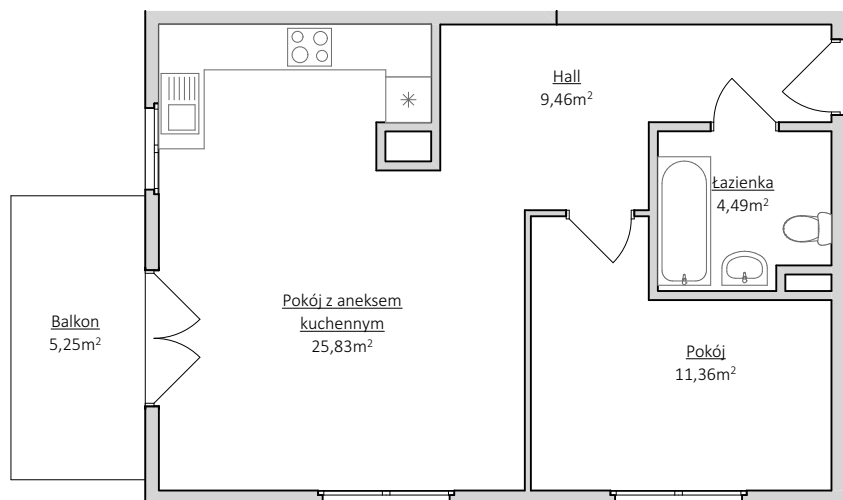 Hall
9,46m²
Łazienka
4,49m²
Pokój z aneksem
kuchennym
25,83m²
Balkon
5,25m²
Pokój
11,36m²